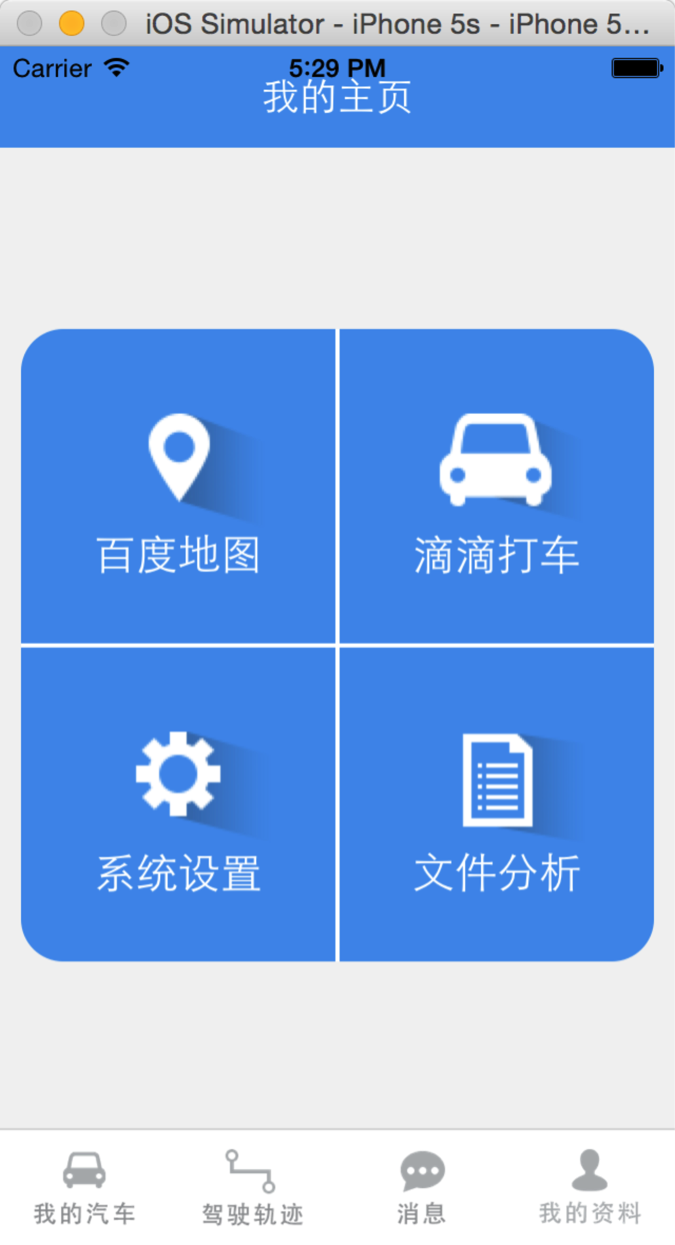 iOS Simulator - iPhone 5s - iPhone 5...
Carrier 5:29 PM
我的主页
百度地图 滴滴打车
系统设置 文件分析
我的汽车 驾驶轨迹 消息 我的资料